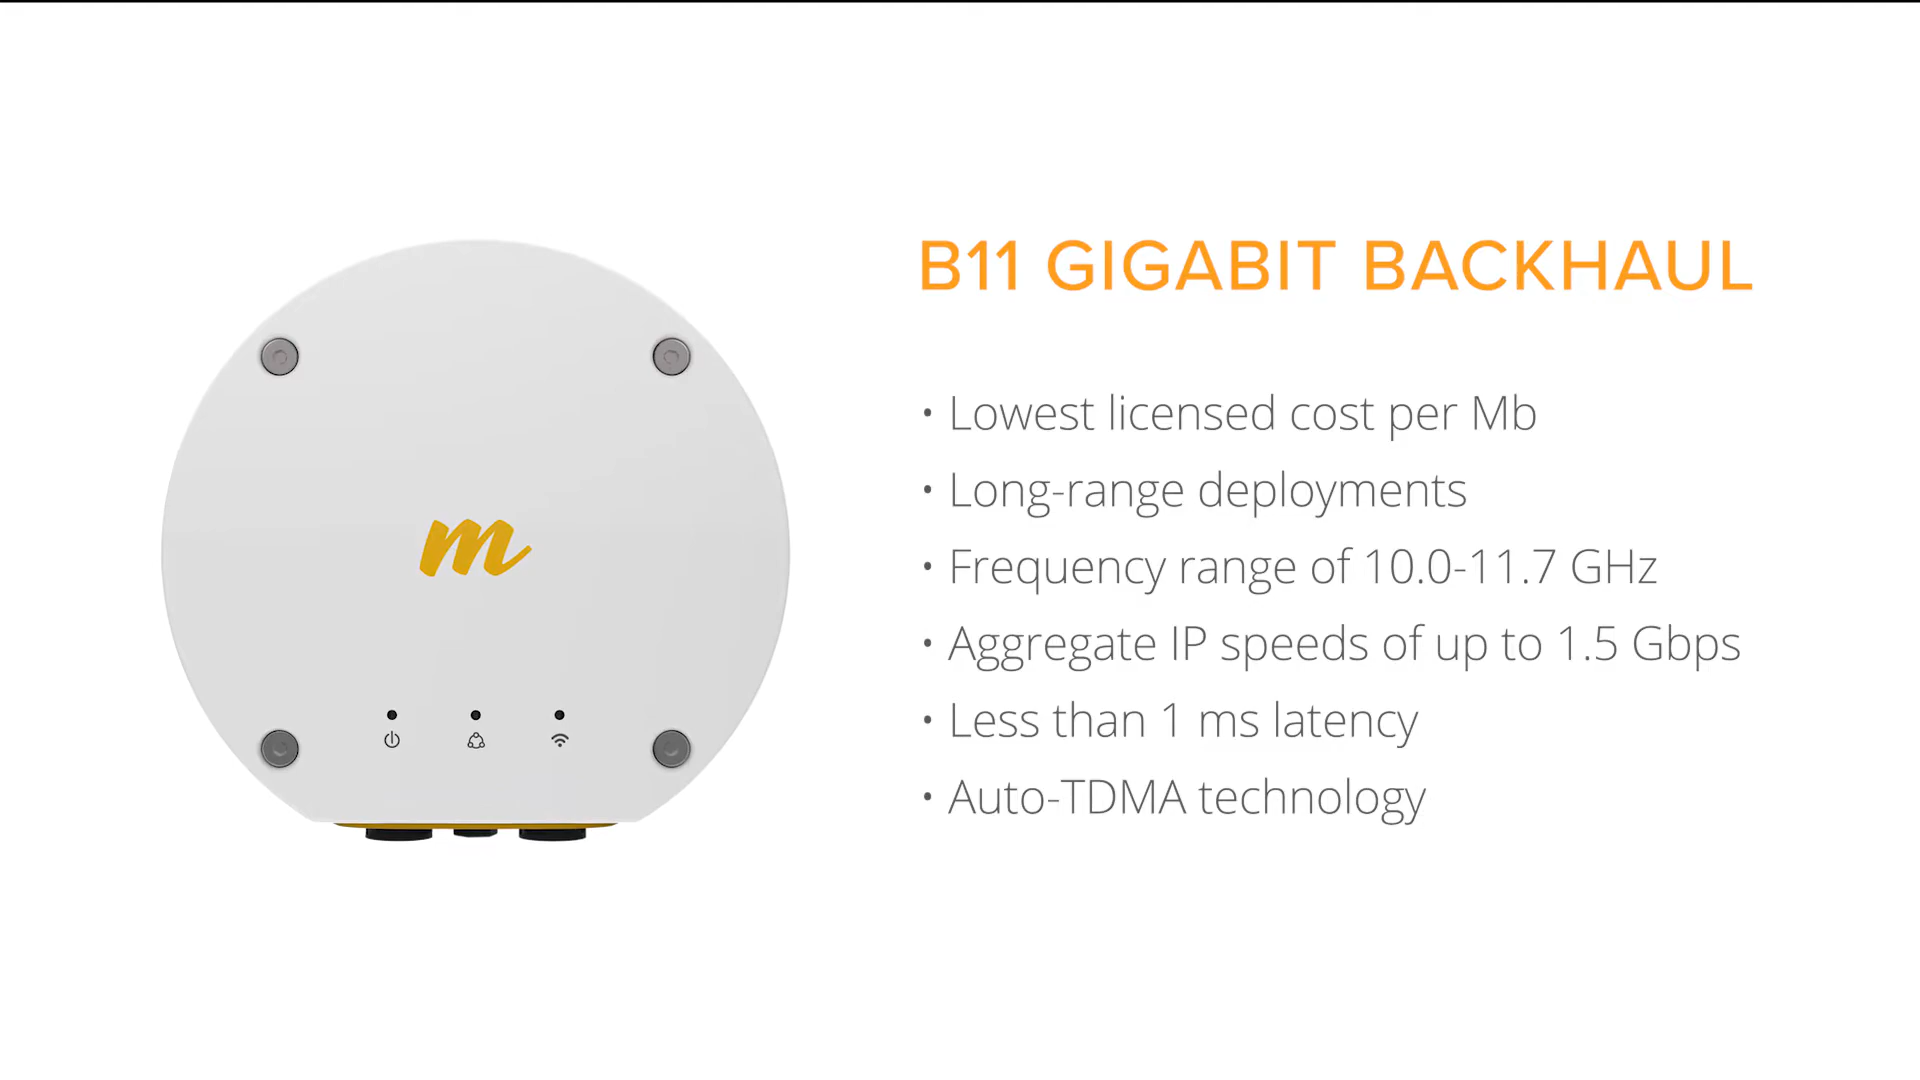 B11 GIGABIT BACKHAUL
• Lowest licensed cost per Mb
• Long-range deployments
• Frequency range of 10.0-11.7 GHz
m
• Aggregate IP speeds of up to 1.5 Gbps
• Less than 1 ms latency
• Auto-TDMA technology